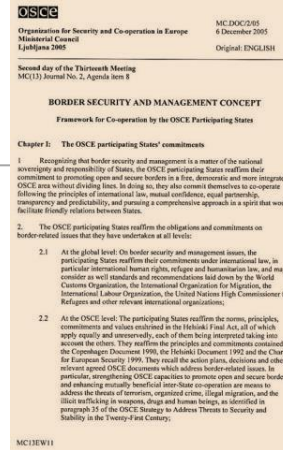 osce
Organization for Security and Co-operation in Europe
Ministerial Council
Ljubljana 2005
MC.DOC/2/05
6 December 2005
Original: ENGLISH
Second day of the Thirteenth Meeting
MC(13) Journal No. 2, Agenda item 8
BORDER SECURITY AND MANAGEMENT CONCEPT
Framework for Co-operation by the OSCE Participating States
Chapter I: The OSCE participating States' commitments
1 Recognizing that border security and management is a matter of the national
sovereignty and responsibility of States, the OSCE participating States reaffirm their
commitment to promoting open and secure borders in a free, democratic and more integrate
OSCE area without dividing lines. In doing so, they also commit themselves to co-operate
following the principles of international law, mutual confidence, equal partnership,
transparency and predictability, and pursuing a comprehensive approach in a spirit that wou
facilitate friendly relations between States.
2. The OSCE participating States reaffirm the obligations and commitments on
border-related issues that they have undertaken at all levels:
2.1 At the global level: On border security and management issues, the
participating States reaffirm their commitments under international law, in
particular international human rights, refugee and humanitarian law, and may
consider as well standards and recommendations laid down by the World
Customs Organization, the International Organization for Migration, the
International Labour Organization, the United Nations High Commissioner f
Refugees and other relevant international organizations;
2.2 At the OSCE level: The norms, principles, participating States,
commitments and values enshrined in the Helsinki Final Act, all of which
apply equally and unreservedly, each of them being interpreted taking into
account the others. They reaffirm the principles and commitments contained
the Copenhagen Document 1990, the Helsinki Document 1992 and the Char
for European Security 1999. They recall the action plans, decisions and othe
relevant agreed OSCE documents which address border-related issues. In
particular, strengthening OSCE capacities to promote open and secure borde
and enhancing mutually beneficial inter-State co-operation are means to
address the threats of terrorism, organized crime, illegal migration, and the
illicit trafficking in weapons, drugs and human beings, as identified in
paragraph 35 of the OSCE Strategy to Address Threats to Security and
Stability in the Twenty-First Century;
MC13EW11